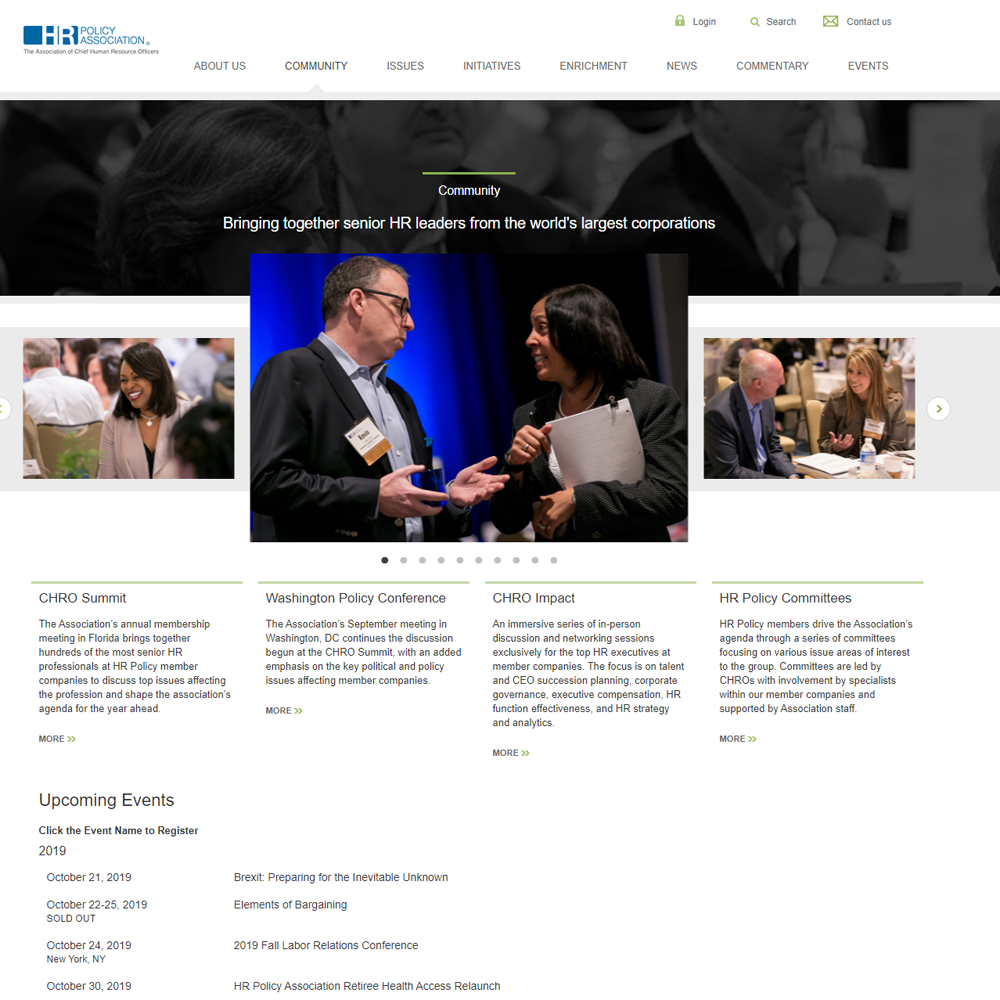 Login
Search
Contact us
HR POLICY
ASSOCIATION®
The Association of Chief Human Resource Officers
ABOUT US
COMMUNITY
ISSUES
INITIATIVES
ENRICHMENT
NEWS
COMMENTARY
EVENTS
Community
Bringing together senior HR leaders from the world's largest corporations
Kevin
CHRO Summit
The Association's annual membership
meeting in Florida brings together
hundreds of the most senior HR
professionals at HR Policy member
companies to discuss top issues affecting
the profession and shape the association's
agenda for the year ahead.
MORE
Washington Policy Conference
The Association's September meeting in
Washington, DC continues the discussion
begun at the CHRO Summit, with an added
emphasis on the key political and policy
issues affecting member companies.
MORE
CHRO Impact
An immersive series of in-person
discussion and networking sessions
exclusively for the top HR executives at
member companies. The focus is on talent
and CEO succession planning, corporate
governance, executive compensation, HR
function effectiveness, and HR strategy
and analytics.
MORE
HR Policy Committees
HR Policy members drive the Association's
agenda through a series of committees
focusing on various issue areas of interest
to the group. Committees are led by
CHROs with involvement by specialists
within our member companies and
supported by Association staff.
MORE
Upcoming Events
Click the Event Name to Register
2019
October 21, 2019 Brexit: Preparing for the Inevitable Unknown
October 22-25, 2019 Elements of Bargaining
SOLD OUT
October 24, 2019 2019 Fall Labor Relations Conference
New York, NY
October 30, 2019 HR Policy Association Retiree Health Access Relaunch